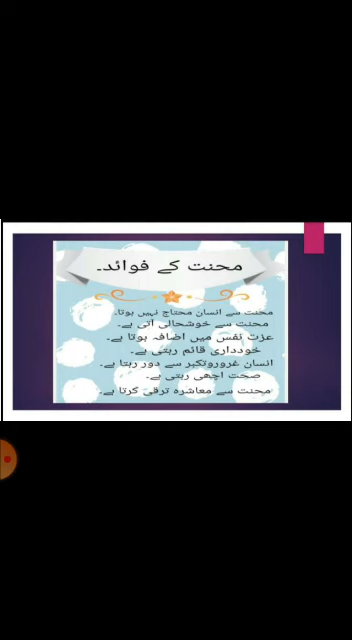 محنت کے فوائد۔
محنت سے انسان محتاج نہیں ہوتا۔
محنت سے خوشحالی آتی ہے۔
عزت نفس میں اضافہ ہوتا ہے۔
خودداری قائم رہتی ہے۔
انسان غروروتکبر سے دور رہتا ہے۔
صحت اچھی رہتی ہے۔
محنت سے معاشرہ ترقی کرتا ہے۔